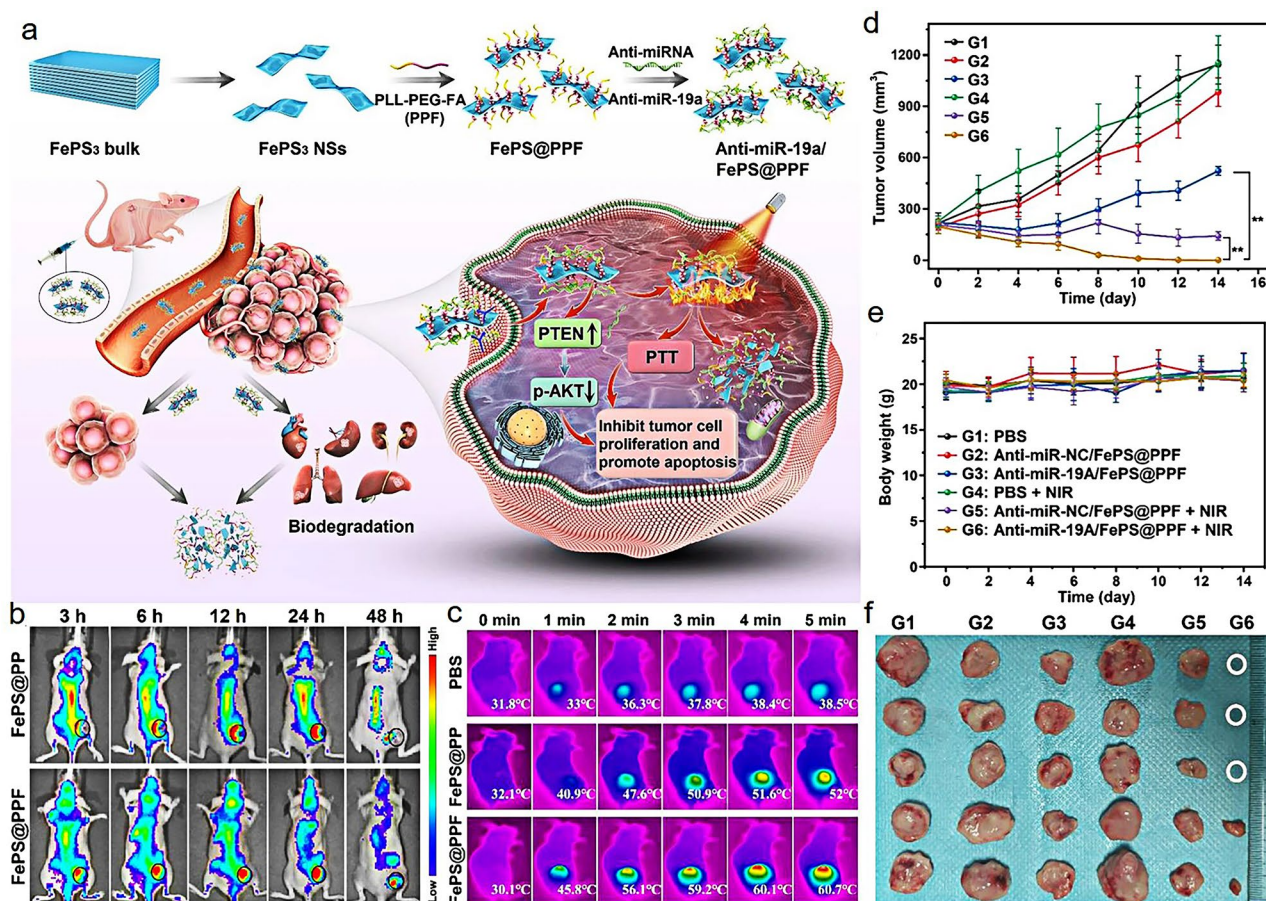 a
Anti-miRNA
PLL-PEG-FA
(PPF)
Anti-miR-19a
FePS₃ bulk
FePS₃ NSs
FePS@PPF
Anti-miR-19a/
FePS@PPF
PTEN↑
PTT
p-AKT↓
Inhibit tumor cell
proliferation and
promote apoptosis
Biodegradation
b
3 h 6 h 12 h 24 h 48 h
FePS@PP
FePS@PPF
High
Low
c
0 min 1 min 2 min 3 min 4 min 5 min
PBS
31.8°C 33°C 36.3°C 37.8°C 38.4°C 38.5°C
FePS@PP
32.1°C 40.9°C 47.6°C 50.9°C 51.6°C 52°C
FePS@PPF
30.1°C 45.8°C 56.1°C 59.2°C 60.1°C 60.7°C
d
G1
G2
G3
G4
G5
G6
Tumor volume (mm³)
1200
900
600
300
0
**
**
0 2 4 6 8 10 12 14 16
Time (day)
e
Body weight (g)
25
20
15
10
5
0
G1: PBS
G2: Anti-miR-NC/FePS@PPF
G3: Anti-miR-19A/FePS@PPF
G4: PBS + NIR
G5: Anti-miR-NC/FePS@PPF + NIR
G6: Anti-miR-19A/FePS@PPF + NIR
0 2 4 6 8 10 12 14
Time (day)
f
G1 G2 G3 G4 G5 G6